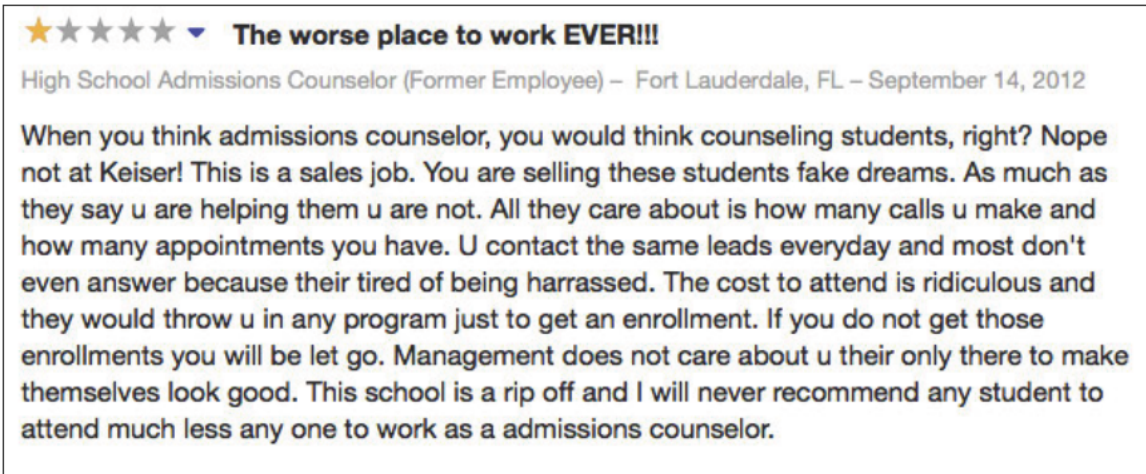 The worse place to work EVER!!!
High School Admissions Counselor (Former Employee) – Fort Lauderdale, FL – September 14, 2012
When you think admissions counselor, you would think counseling students, right? Nope
not at Keiser! This is a sales job. You are selling these students fake dreams. As much as
they say u are helping them u are not. All they care about is how many calls u make and
how many appointments you have. U contact the same leads everyday and most don't
even answer because their tired of being harrassed. The cost to attend is ridiculous and
they would throw u in any program just to get an enrollment. If you do not get those
enrollments you will be let go. Management does not care about u their only there to make
themselves look good. This school is a rip off and I will never recommend any student to
attend much less any one to work as a admissions counselor.